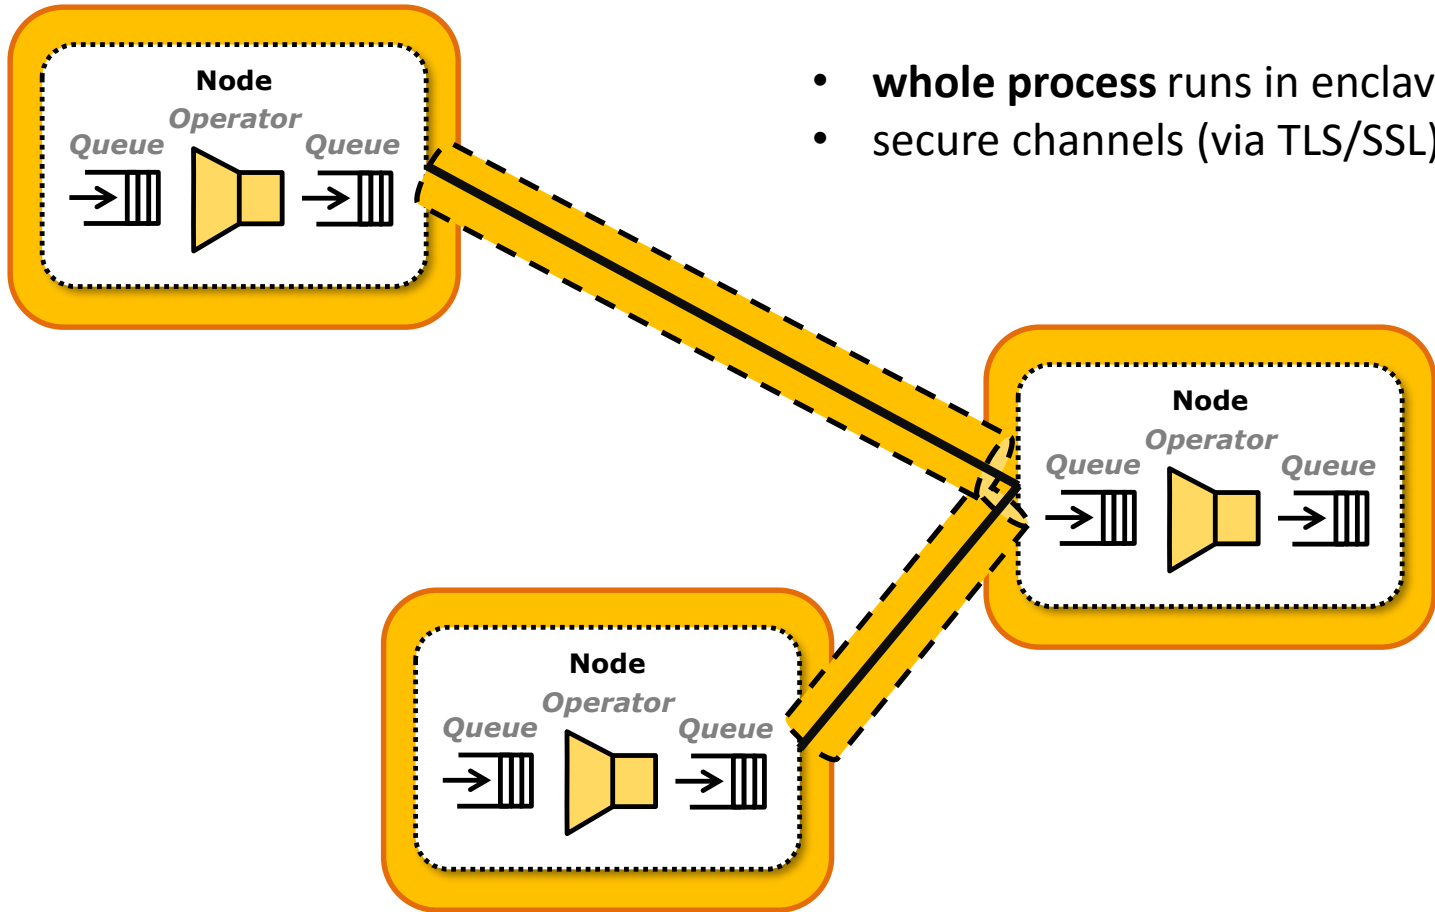 • whole process runs in enclav
• secure channels (via TLS/SSL)
Node
Operator
Queue Queue
Node
Operator
Queue Queue
Node
Operator
Queue Queue